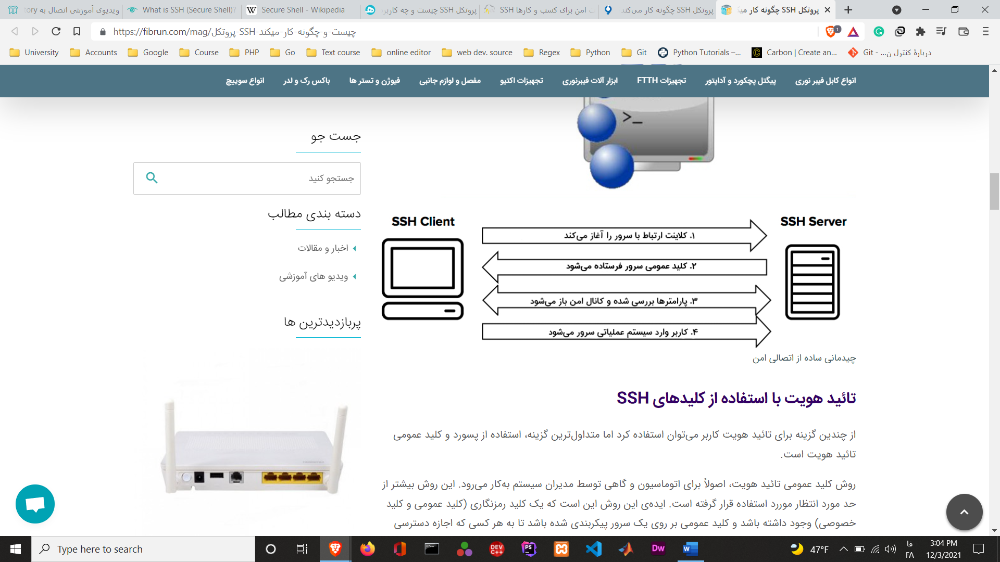 ویدیوی آموزشی اتصال به tory
What is SSH (Secure Shell)?
Secure Shell - Wikipedia
پروتکل SSH چیست و چه کاربرد
SSH ت امن برای کسب و کارها
پروتکل SSH چگونه کار می‌کند
پروتکل SSH چگونه کار میک
https://fibrun.com/mag/پروتکل-SSH-چیست-و-چگونه-کار-میکند
1
University
Accounts
Google
Course
PHP
Go
Text course
online editor
web dev. source
Regex
Python
Git
Python Tutorials –...
Carbon | Create an...
Git - ...دربارهٔ کنترل ن
انواع کابل فیبر نوری
پیگتل پچکورد و آداپتور
تجهیزات FTTH
ابزار آلات فیبرنوری
تجهیزات اکتیو
مفصل و لوازم جانبی
فیوژن و تستر ها
باکس رک و لدر
انواع سوییچ
>_
جست جو
جستجو کنید
دسته بندی مطالب
اخبار و مقالات
ویدیو های آموزشی
پربازدیدترین ها
SSH Client
SSH Server
۱. کلاینت ارتباط با سرور را آغاز می‌کند
۲. کلید عمومی سرور فرستاده می‌شود
۳. پارامترها بررسی شده و کانال امن باز می‌شود
۴. کاربر وارد سیستم عملیاتی سرور می‌شود
چیدمانی ساده از اتصالی امن
تائید هویت با استفاده از کلیدهای SSH
از چندین گزینه برای تائید هویت کاربر می‌توان استفاده کرد اما متداول‌ترین گزینه، استفاده از پسورد و کلید عمومی
تائید هویت است.
روش کلید عمومی تائید هویت، اصولاً برای اتوماسیون و گاهی توسط مدیران سیستم به‌کار می‌رود. این روش بیشتر از
حد مورد انتظار موررد استفاده قرار گرفته است. ایده‌ی این روش این است که یک کلید رمزنگاری (کلید عمومی و کلید
خصوصی) وجود داشته باشد و کلید عمومی بر روی یک سرور پیکربندی شده باشد تا به هر کسی که اجازه دسترسی
Type here to search
DEV C++
PS
Dw
W
47°F
فا
FA
3:04 PM
12/3/2021